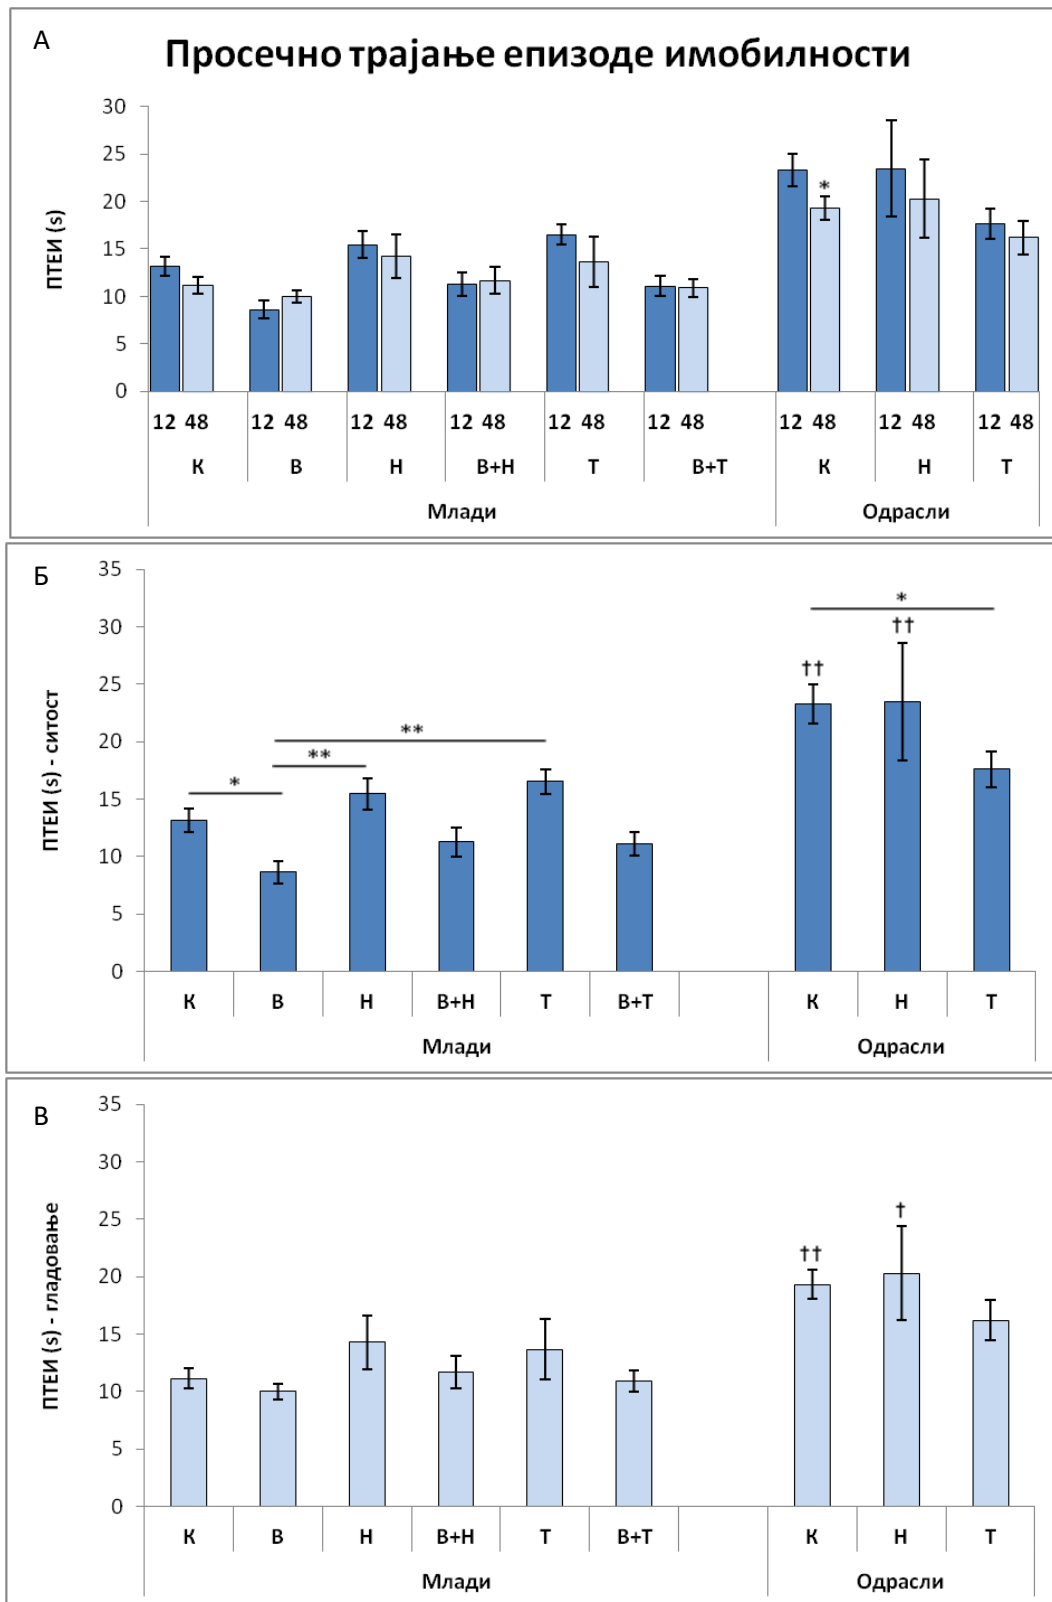 А
Просечно трајање епизоде имобилности
ПТЕИ (s)
30
25
20
15
10
5
0
*
12 48 12 48 12 48 12 48 12 48 12 48 12 48 12 48 12 48
К В Н В+Н Т В+Т К Н Т
Млади Одрасли
Б
ПТЕИ (s) - ситост
35
30
25
20
15
10
5
0
* ** ** †† †† *
К В Н В+Н Т В+Т К Н Т
Млади Одрасли
В
ПТЕИ (s) - гладовање
35
30
25
20
15
10
5
0
†† †
К В Н В+Н Т В+Т К Н Т
Млади Одрасли